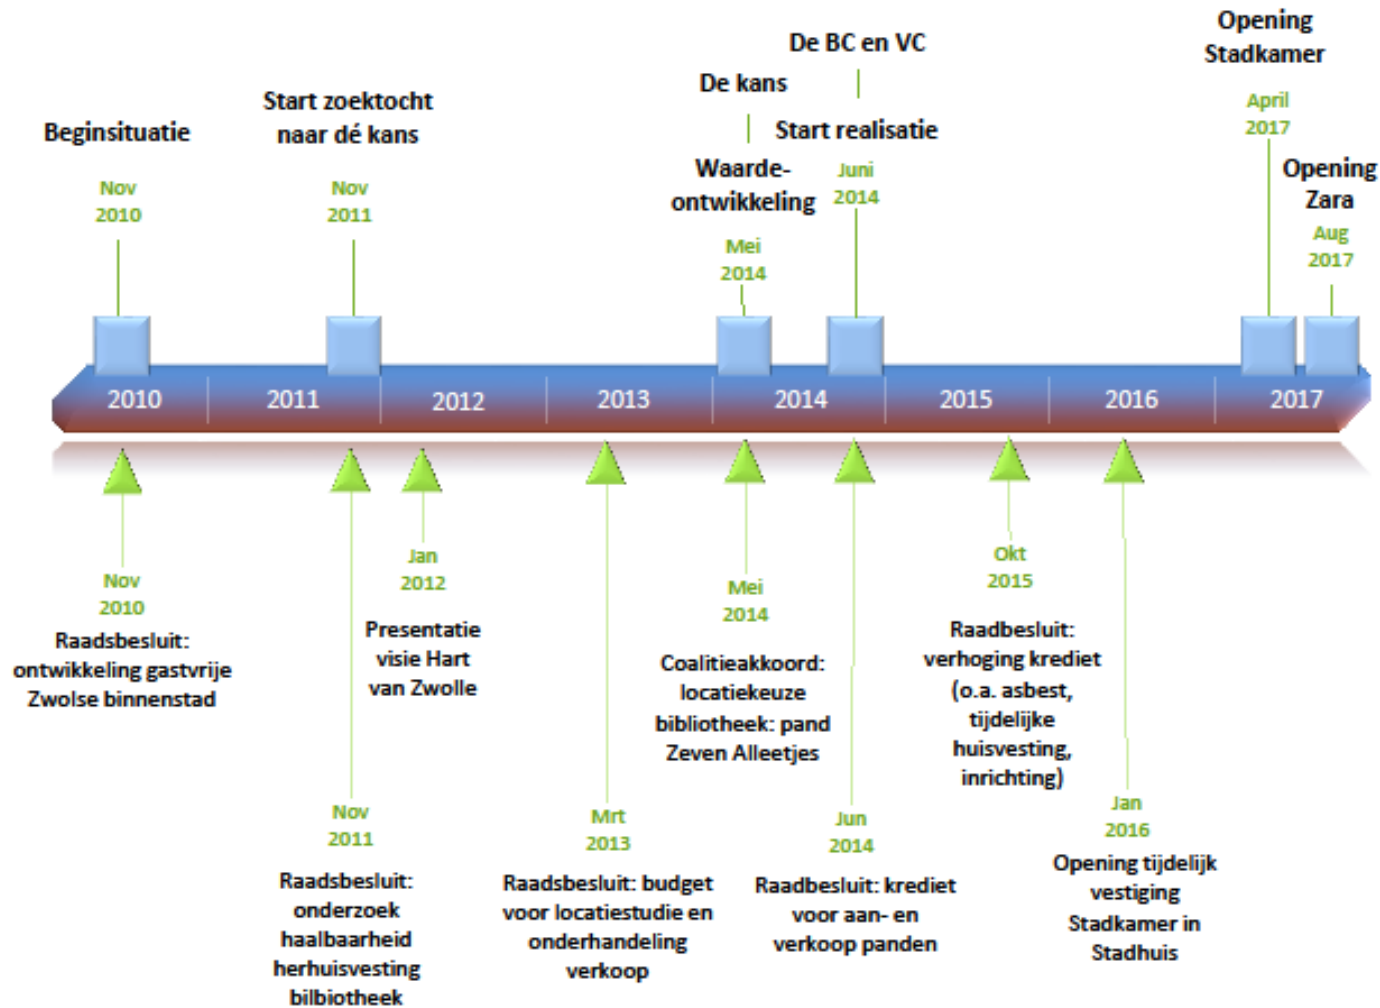 Beginsituatie
Nov
2010
Start zoektocht
naar dé kans
Nov
2011
De kans
Waarde-
ontwikkeling
Mei
2014
De BC en VC
Start realisatie
Juni
2014
Opening
Stadkamer
April
2017
Opening
Zara
Aug
2017
2010
2011
2012
2013
2014
2015
2016
2017
Nov
2010
Raadsbesluit:
ontwikkeling gastvrije
Zwolse binnenstad
Nov
2011
Raadsbesluit:
onderzoek
haalbaarheid
herhuisvesting
bilbiotheek
Jan
2012
Presentatie
visie Hart
van Zwolle
Mrt
2013
Raadsbesluit: budget
voor locatiestudie en
onderhandeling
verkoop
Mei
2014
Coalitieakkoord:
locatiekeuze
bibliotheek: pand
Zeven Alleetjes
Jun
2014
Raadbesluit: krediet
voor aan- en
verkoop panden
Okt
2015
Raadbesluit:
verhoging krediet
(o.a. asbest,
tijdelijke
huisvesting,
inrichting)
Jan
2016
Opening tijdelijk
vestiging
Stadkamer in
Stadhuis